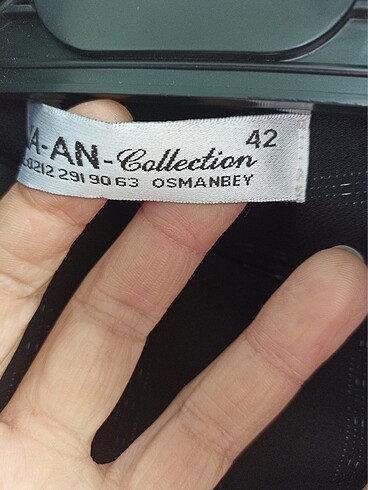 A-AN-Collection 42
0212 291 90 63 OSMANBEY